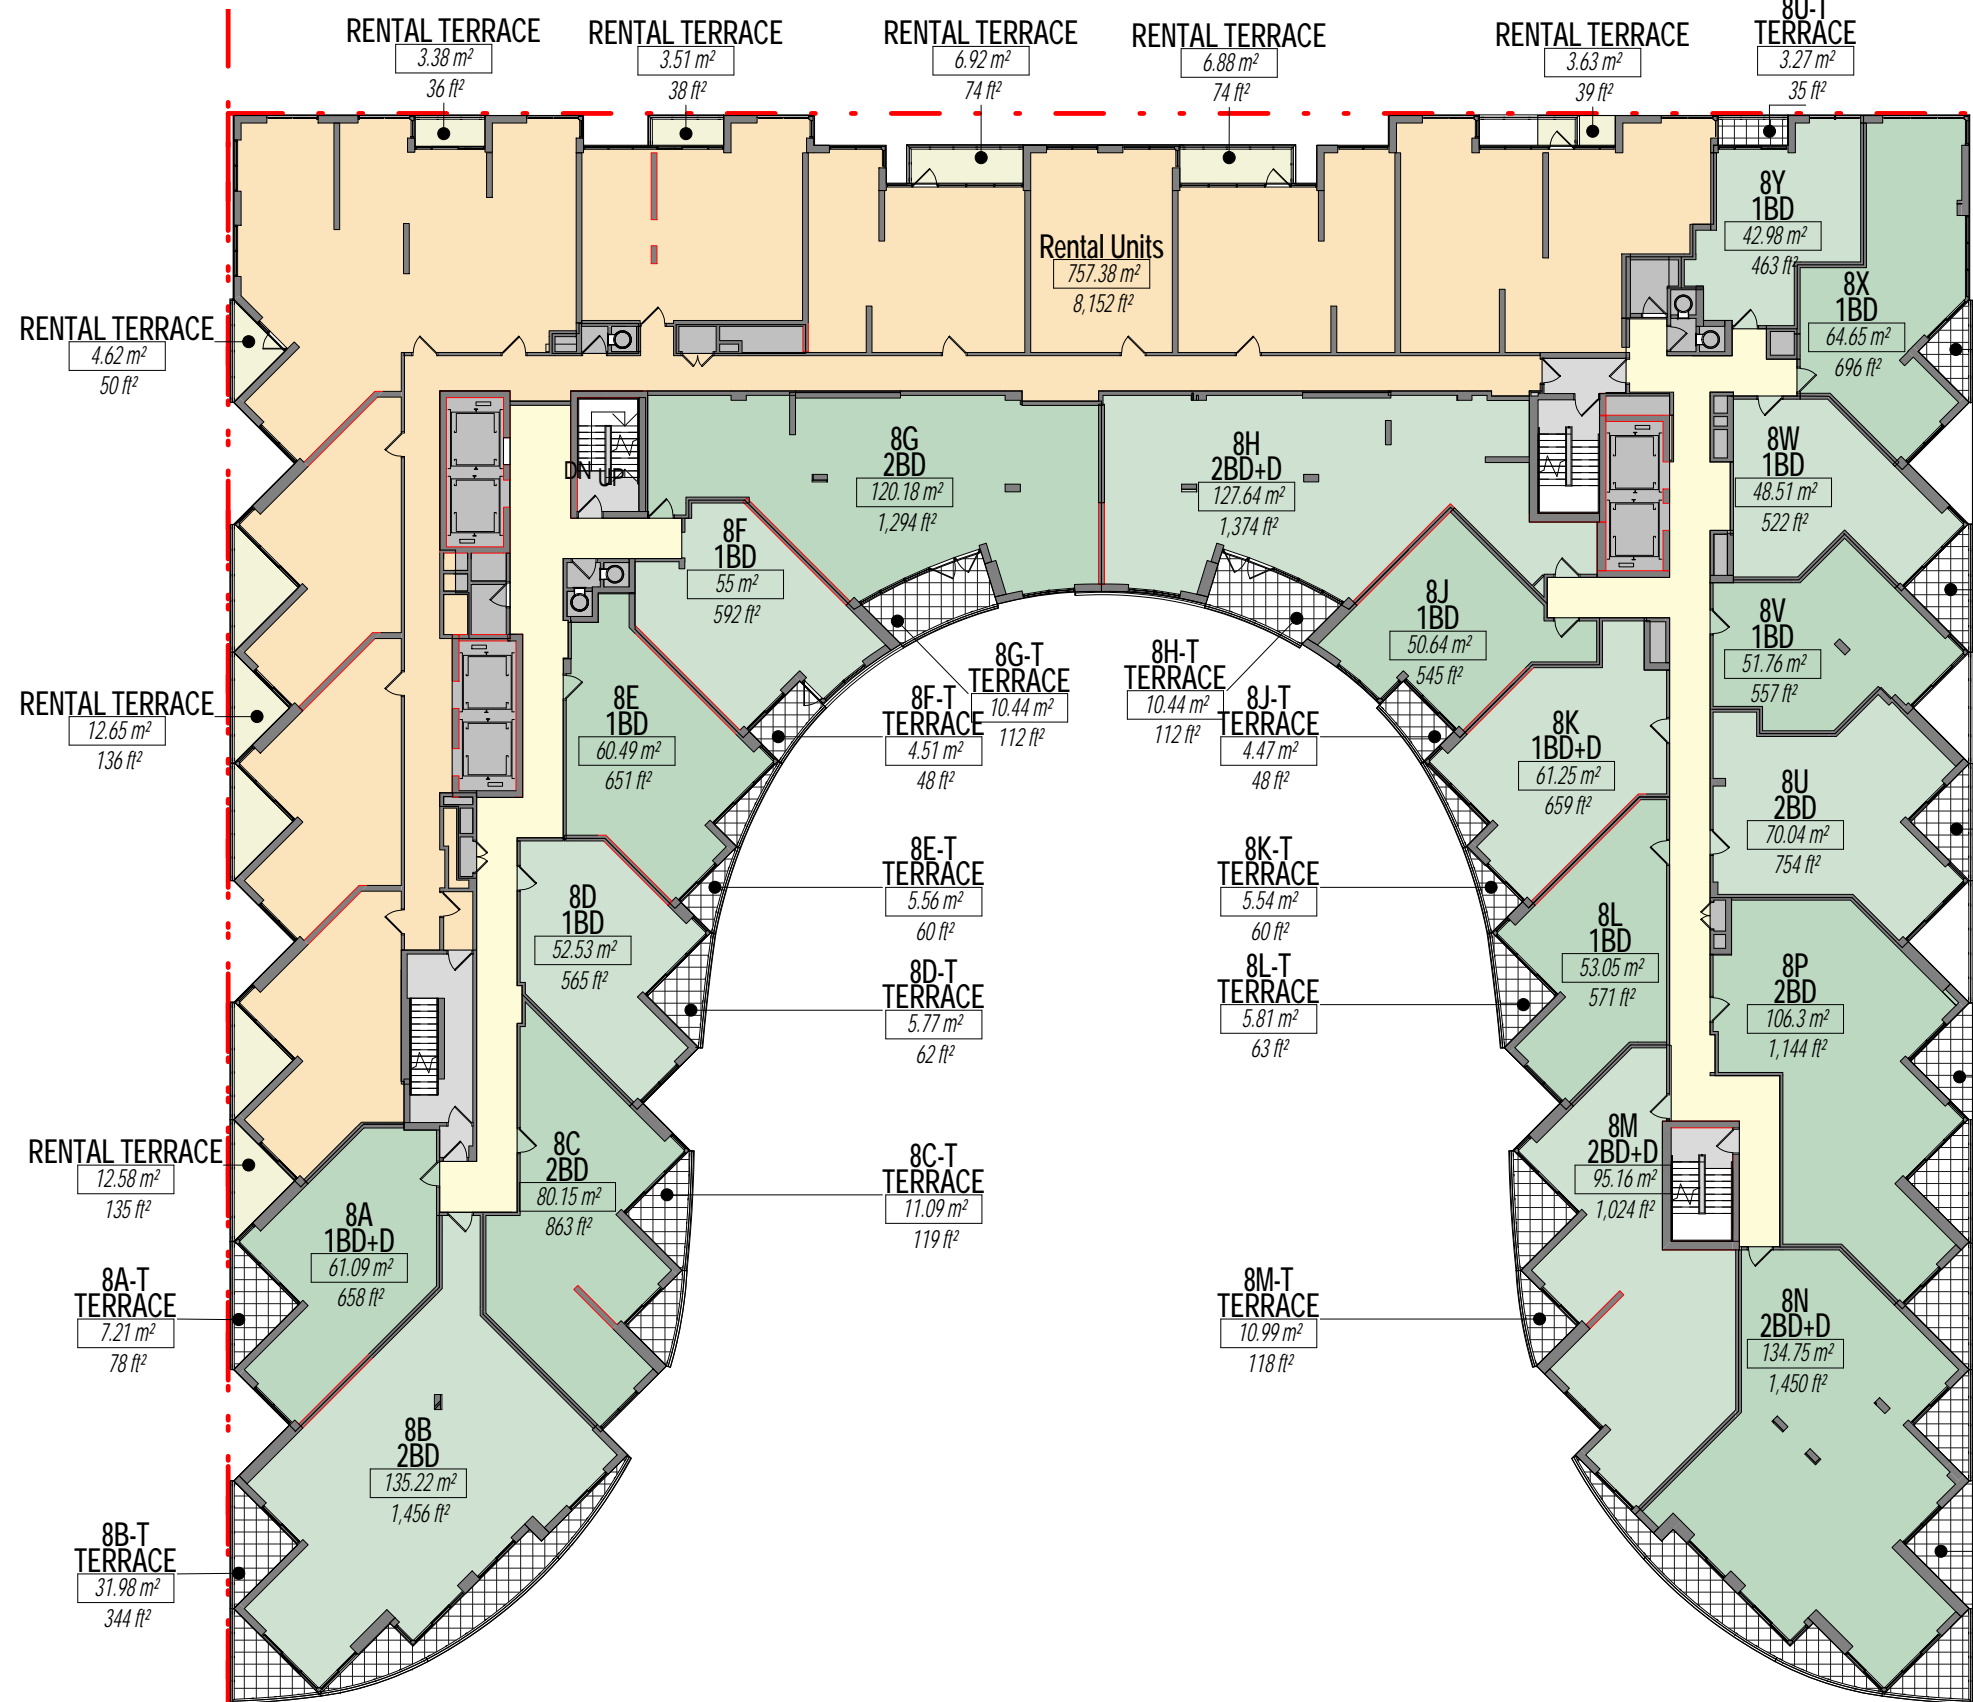 RENTAL TERRACE
3.38 m²
36 ft²
RENTAL TERRACE
3.51 m²
38 ft²
RENTAL TERRACE
6.92 m²
74 ft²
RENTAL TERRACE
6.88 m²
74 ft²
RENTAL TERRACE
3.63 m²
39 ft²
8U-T
TERRACE
3.27 m²
35 ft²
8Y
1BD
42.98 m²
463 ft²
Rental Units
757.38 m²
8,152 ft²
8X
1BD
64.65 m²
696 ft²
RENTAL TERRACE
4.62 m²
50 ft²
8G
2BD
120.18 m²
1,294 ft²
8H
2BD+D
127.64 m²
1,374 ft²
8W
1BD
48.51 m²
522 ft²
DN
UP
8F
1BD
55 m²
592 ft²
8J
1BD
50.64 m²
545 ft²
8V
1BD
51.76 m²
557 ft²
8G-T
TERRACE
10.44 m²
112 ft²
8H-T
TERRACE
10.44 m²
112 ft²
RENTAL TERRACE
12.65 m²
136 ft²
8E
1BD
60.49 m²
651 ft²
8F-T
TERRACE
4.51 m²
48 ft²
8J-T
TERRACE
4.47 m²
48 ft²
8K
1BD+D
61.25 m²
659 ft²
8U
2BD
70.04 m²
754 ft²
8E-T
TERRACE
5.56 m²
60 ft²
8K-T
TERRACE
5.54 m²
60 ft²
8D
1BD
52.53 m²
565 ft²
8L
1BD
53.05 m²
571 ft²
8D-T
TERRACE
5.77 m²
62 ft²
8L-T
TERRACE
5.81 m²
63 ft²
8P
2BD
106.3 m²
1,144 ft²
RENTAL TERRACE
12.58 m²
135 ft²
8C
2BD
80.15 m²
863 ft²
8C-T
TERRACE
11.09 m²
119 ft²
8M
2BD+D
95.16 m²
1,024 ft²
8A
1BD+D
61.09 m²
658 ft²
8A-T
TERRACE
7.21 m²
78 ft²
8M-T
TERRACE
10.99 m²
118 ft²
8N
2BD+D
134.75 m²
1,450 ft²
8B
2BD
135.22 m²
1,456 ft²
8B-T
TERRACE
31.98 m²
344 ft²